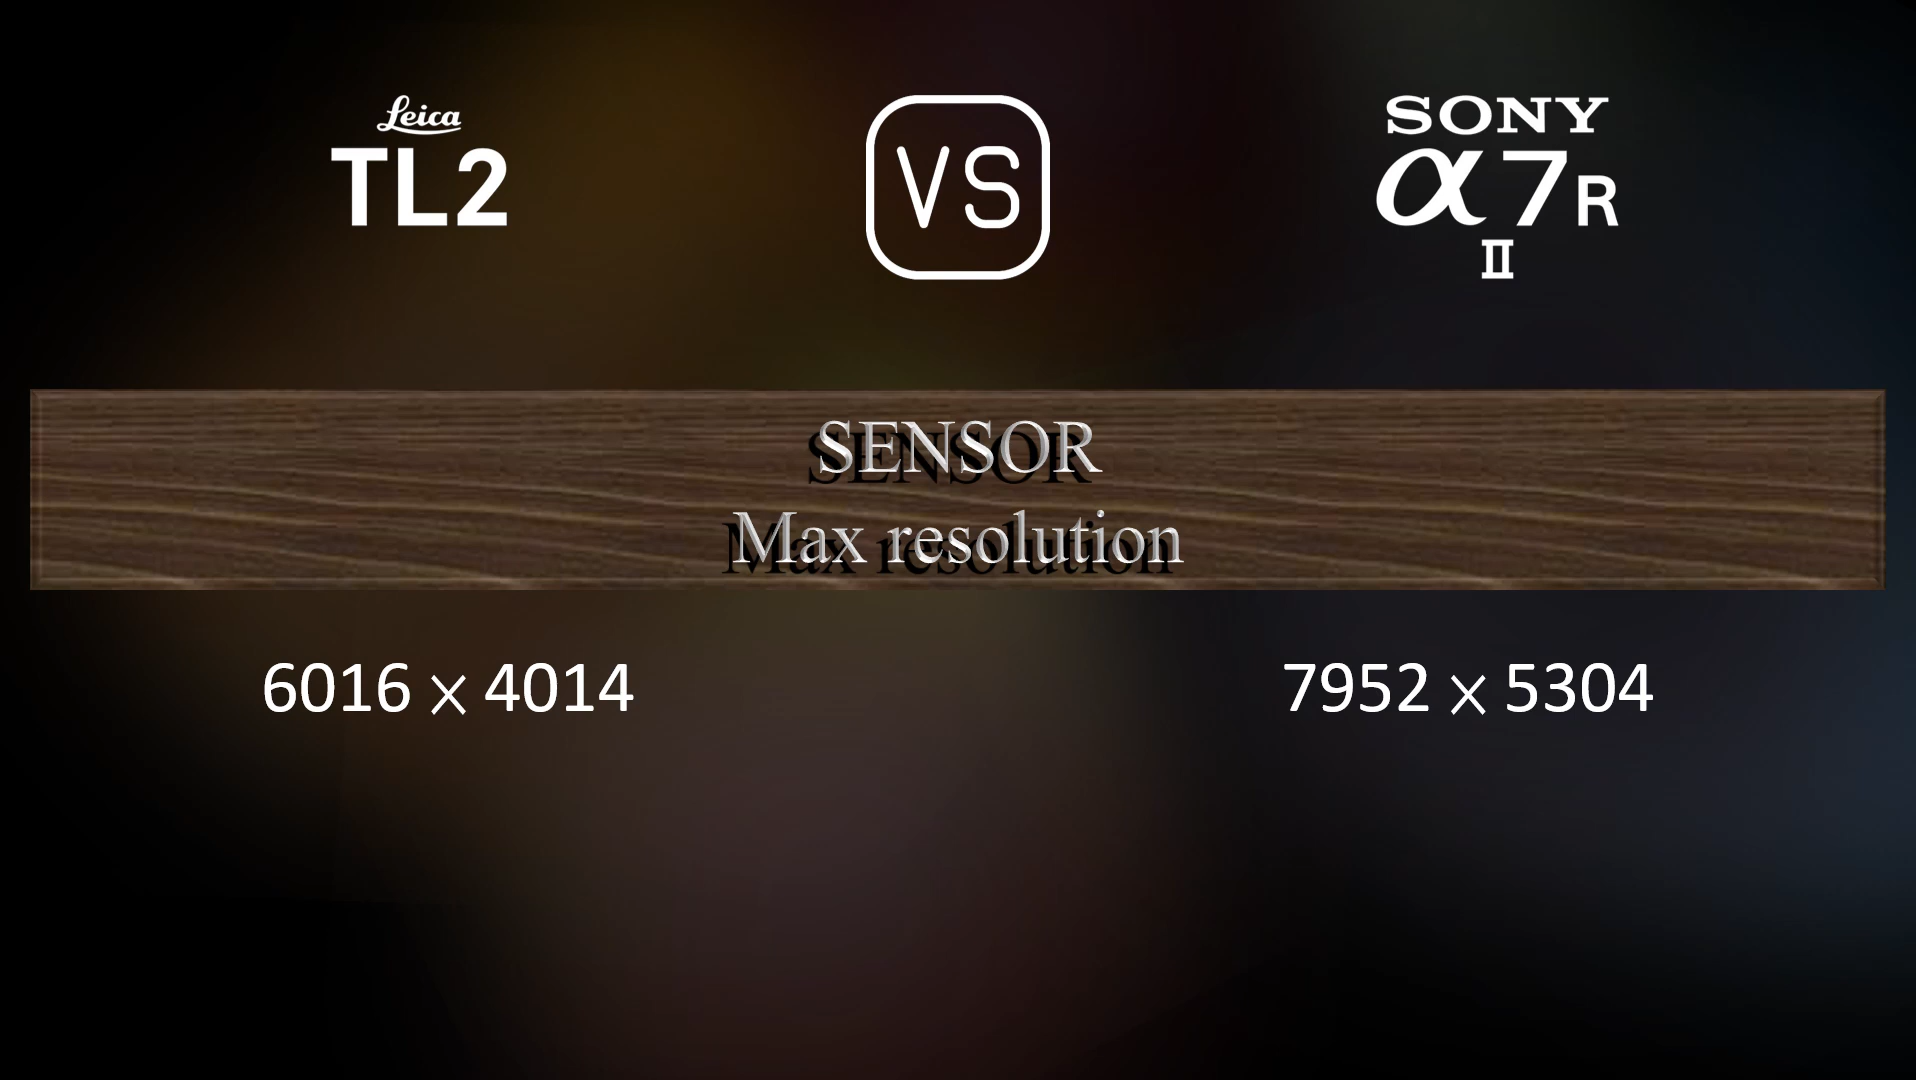 Leica
TL2
VS
SONY
α7R
II
SENSOR
Max resolution
6016 x 4014
7952 x 5304